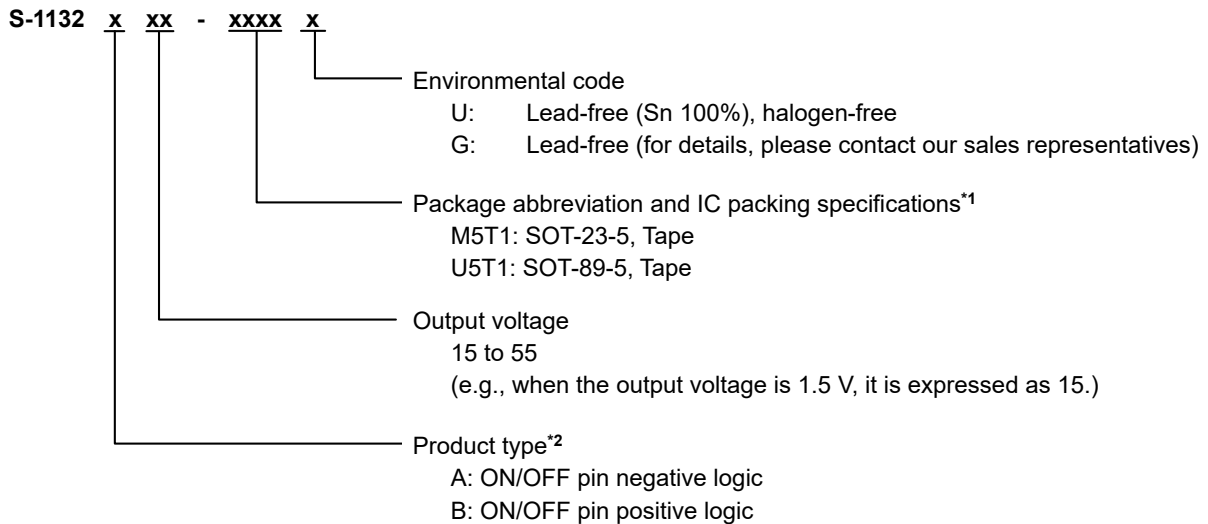 S-1132 x xx - xxxx x
Environmental code
U: Lead-free (Sn 100%), halogen-free
G: Lead-free (for details, please contact our sales representatives)
Package abbreviation and IC packing specifications*1
M5T1: SOT-23-5, Tape
U5T1: SOT-89-5, Tape
Output voltage
15 to 55
(e.g., when the output voltage is 1.5 V, it is expressed as 15.)
Product type*2
A: ON/OFF pin negative logic
B: ON/OFF pin positive logic